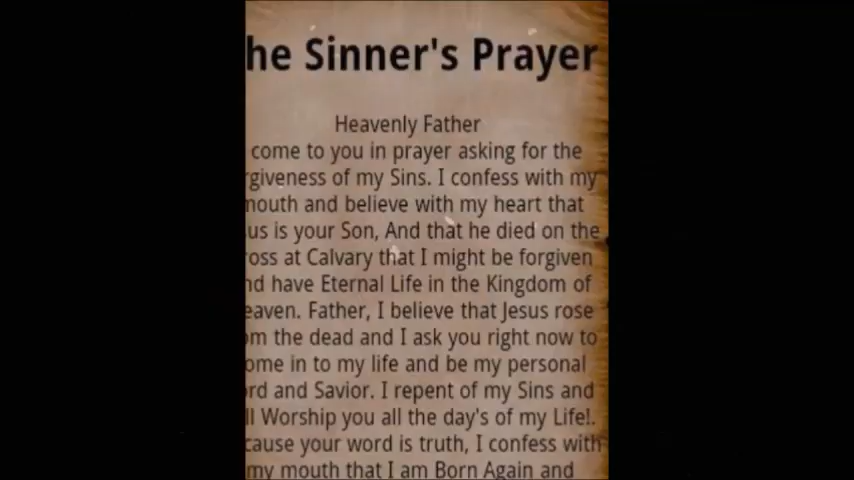 he Sinner's Prayer
Heavenly Father
come to you in prayer asking for the
rgiveness of my Sins. I confess with my
mouth and believe with my heart that
us is your Son, And that he died on the
ross at Calvary that I might be forgiven
nd have Eternal Life in the Kingdom of
eaven. Father, I believe that Jesus rose
om the dead and I ask you right now to
ome in to my life and be my personal
ord and Savior. I repent of my Sins and
ll Worship you all the day's of my Life!.
cause your word is truth, I confess with
my mouth that I am Born Again and